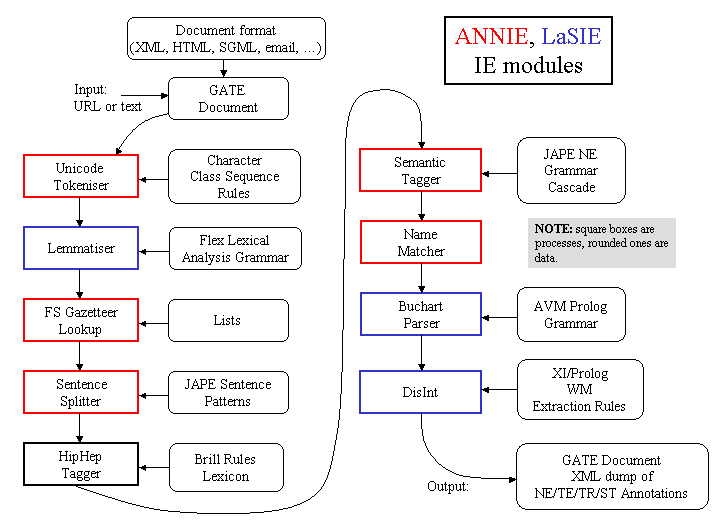 Document format
(XML, HTML, SGML, email, ...)
ANNIE, LaSIE
IE modules
Input:
URL or text
GATE
Document
Unicode
Tokeniser
Character
Class Sequence
Rules
Lemmatiser
Flex Lexical
Analysis Grammar
FS Gazetteer
Lookup
Lists
Sentence
Splitter
JAPE Sentence
Patterns
HipHep
Tagger
Brill Rules
Lexicon
Semantic
Tagger
JAPE NE
Grammar
Cascade
Name
Matcher
NOTE: square boxes are
processes, rounded ones are
data.
Buchart
Parser
AVM Prolog
Grammar
DisInt
XI/Prolog
WM
Extraction Rules
Output:
GATE Document
XML dump of
NE/TE/TR/ST Annotations